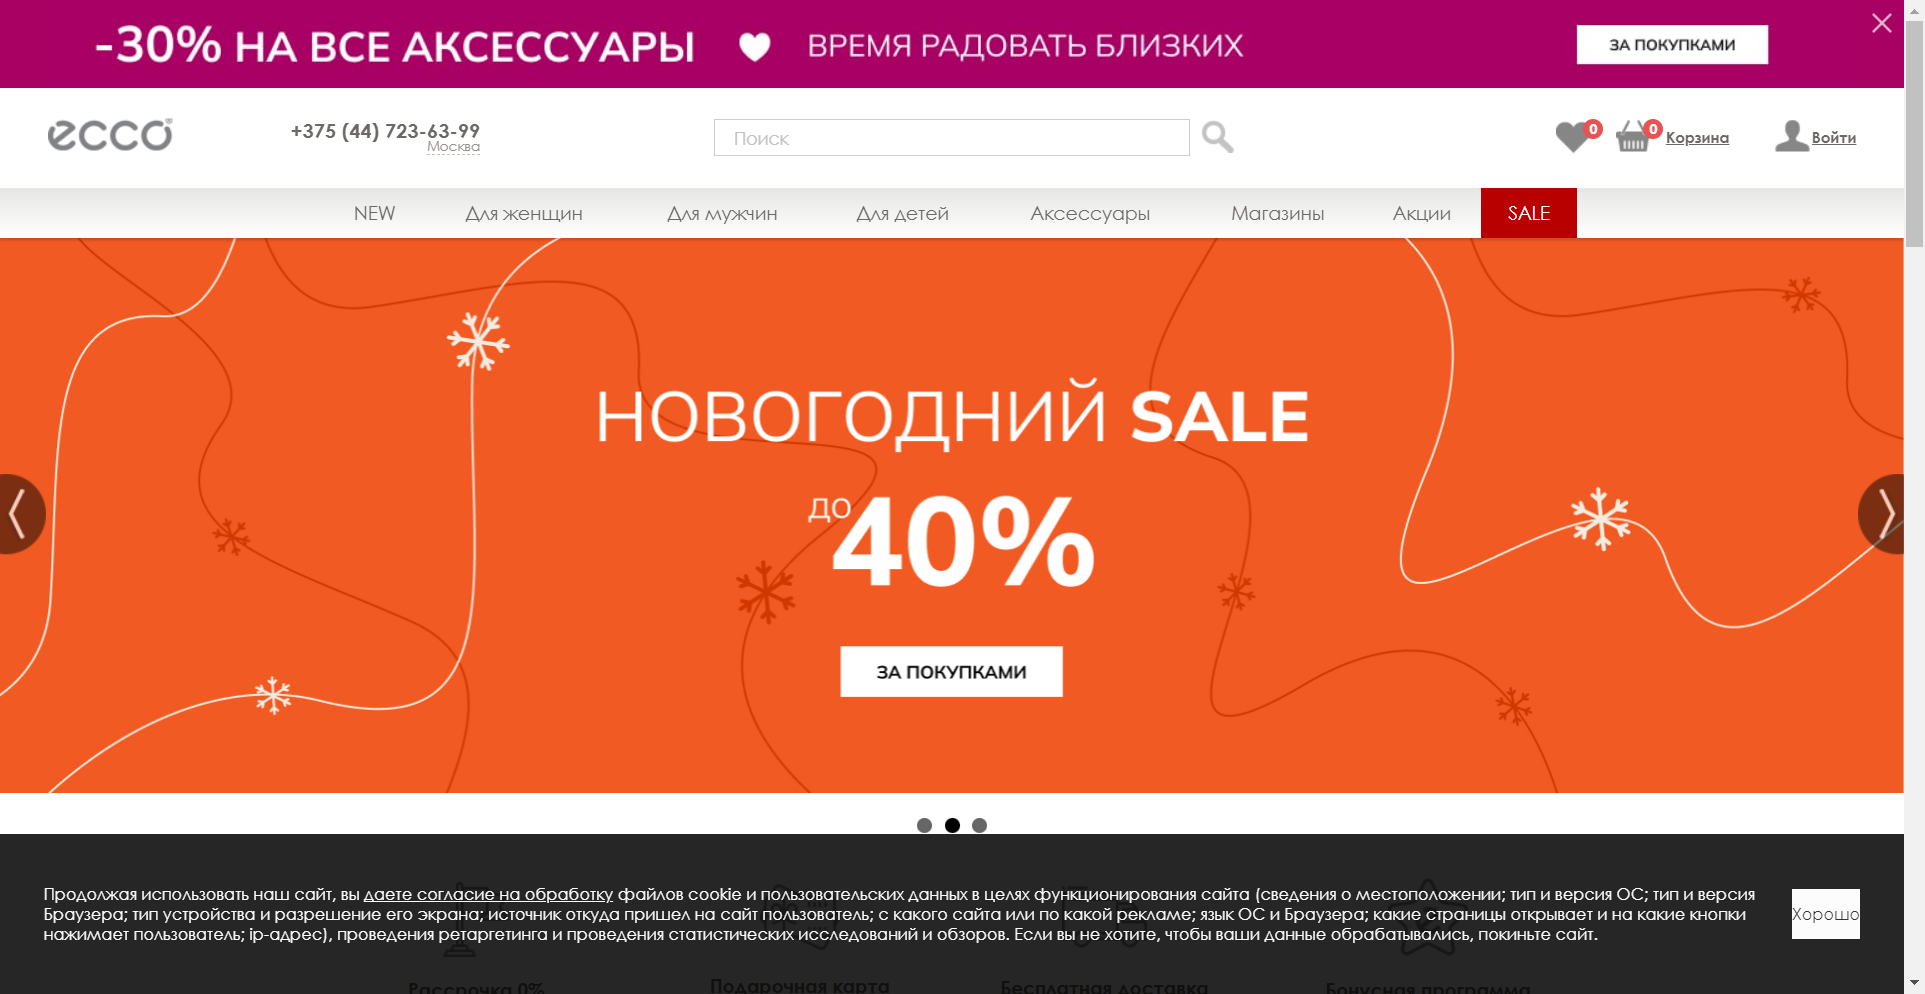 -30% НА ВСЕ АКСЕССУАРЫ ВРЕМЯ РАДОВАТЬ БЛИЗКИХ ЗА ПОКУПКАМИ
ecco
+375 (44) 723-63-99
Москва
Поиск
0
0
Корзина
Войти
NEW Для женщин Для мужчин Для детей Аксессуары Магазины Акции SALE
НОВОГОДНИЙ SALE
ДО 40%
ЗА ПОКУПКАМИ
Продолжая использовать наш сайт, вы даете согласие на обработку файлов cookie и пользовательских данных в целях функционирования сайта (сведения о местоположении; тип и версия ОС; тип и версия
Браузера; тип устройства и разрешение его экрана; источник откуда пришел на сайт пользователь; с какого сайта или по какой рекламе; язык ОС и Браузера; какие страницы открывает и на какие кнопки
нажимает пользователь; ip-адрес), проведения ретаргетинга и проведения статистических исследований и обзоров. Если вы не хотите, чтобы ваши данные обрабатывались, покиньте сайт.
Хорошо
Рассрочка 0% Подарочная карта Бесплатная доставка Бонусная программа